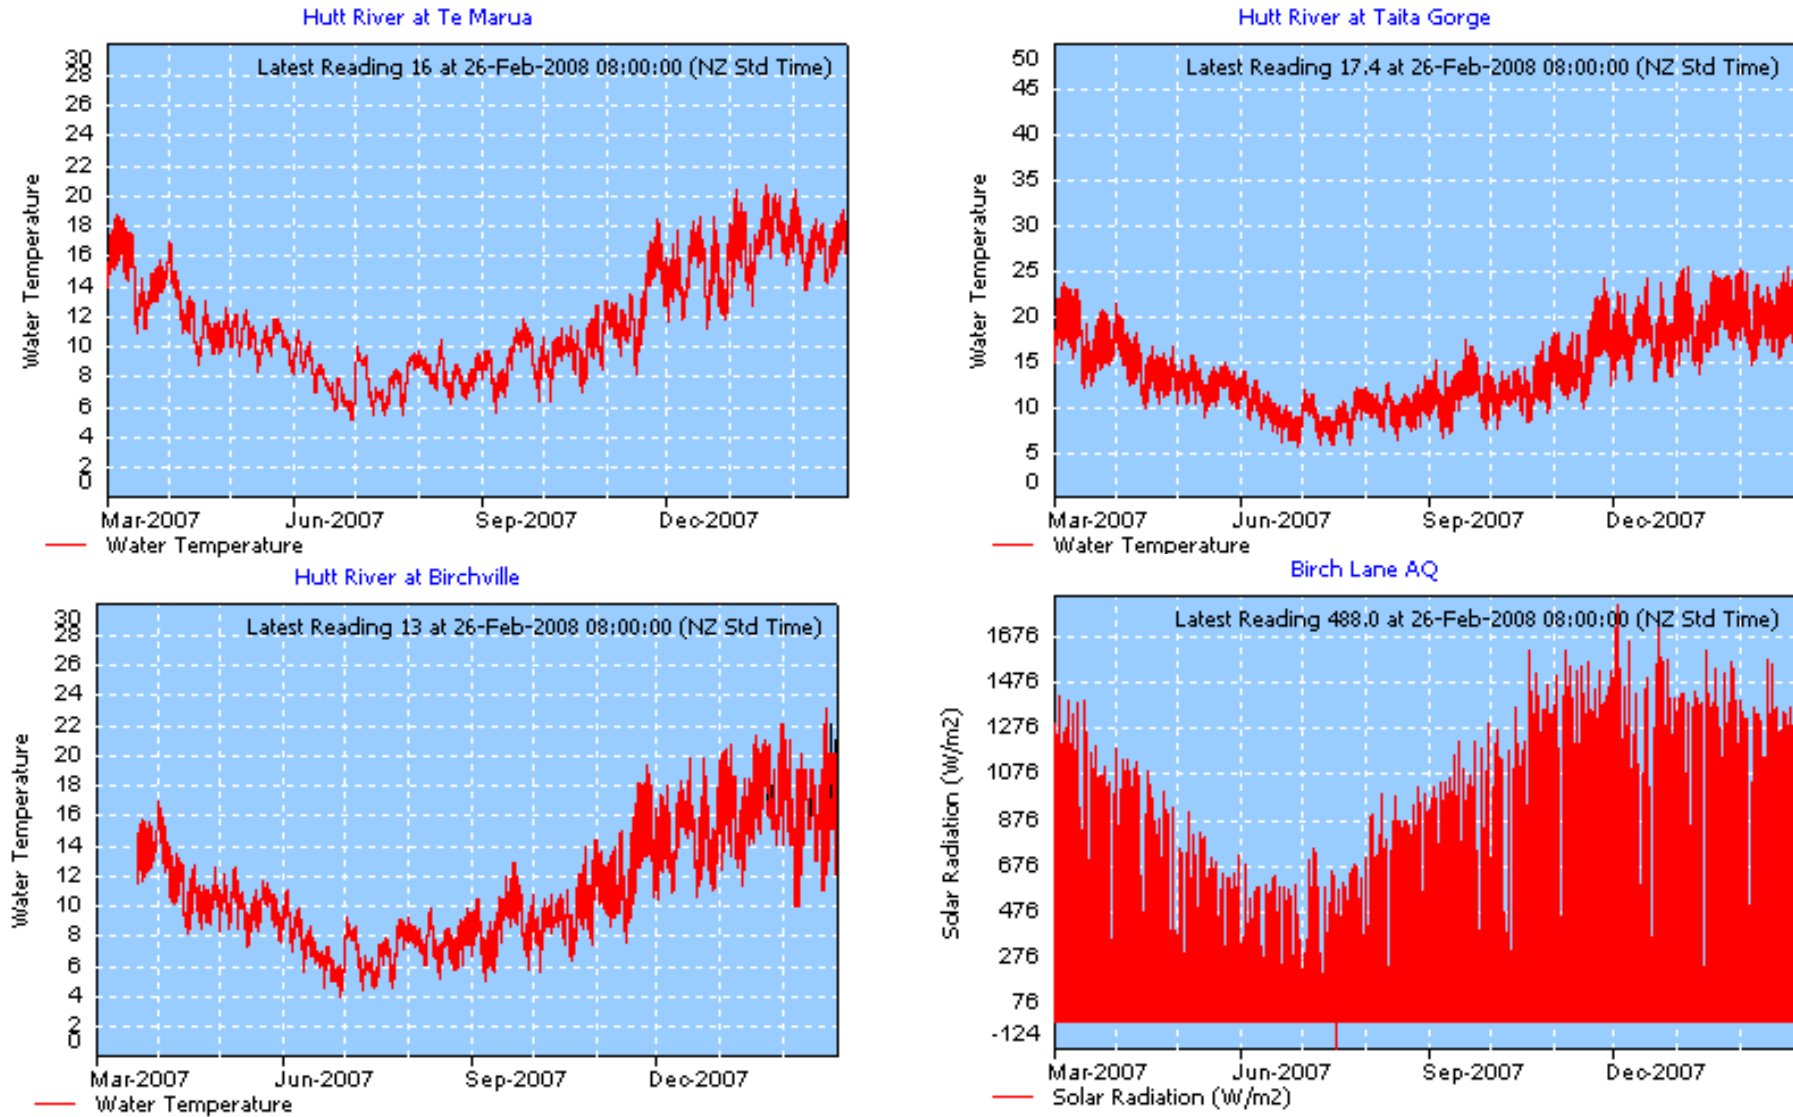 Hutt River at Te Marua
Latest Reading 16 at 26-Feb-2008 08:00:00 (NZ Std Time)
Water Temperature
30
28
26
24
22
20
18
16
14
12
10
8
6
4
2
0
Mar-2007 Jun-2007 Sep-2007 Dec-2007
Water Temperature
Hutt River at Taita Gorge
Latest Reading 17.4 at 26-Feb-2008 08:00:00 (NZ Std Time)
Water Temperature
50
45
40
35
30
25
20
15
10
5
0
Mar-2007 Jun-2007 Sep-2007 Dec-2007
Water Temperature
Hutt River at Birchville
Latest Reading 13 at 26-Feb-2008 08:00:00 (NZ Std Time)
Water Temperature
30
28
26
24
22
20
18
16
14
12
10
8
6
4
2
0
Mar-2007 Jun-2007 Sep-2007 Dec-2007
Water Temperature
Birch Lane AQ
Latest Reading 488.0 at 26-Feb-2008 08:00:00 (NZ Std Time)
Solar Radiation (W/m2)
1676
1476
1276
1076
876
676
476
276
76
-124
Mar-2007 Jun-2007 Sep-2007 Dec-2007
Solar Radiation (W/m2)